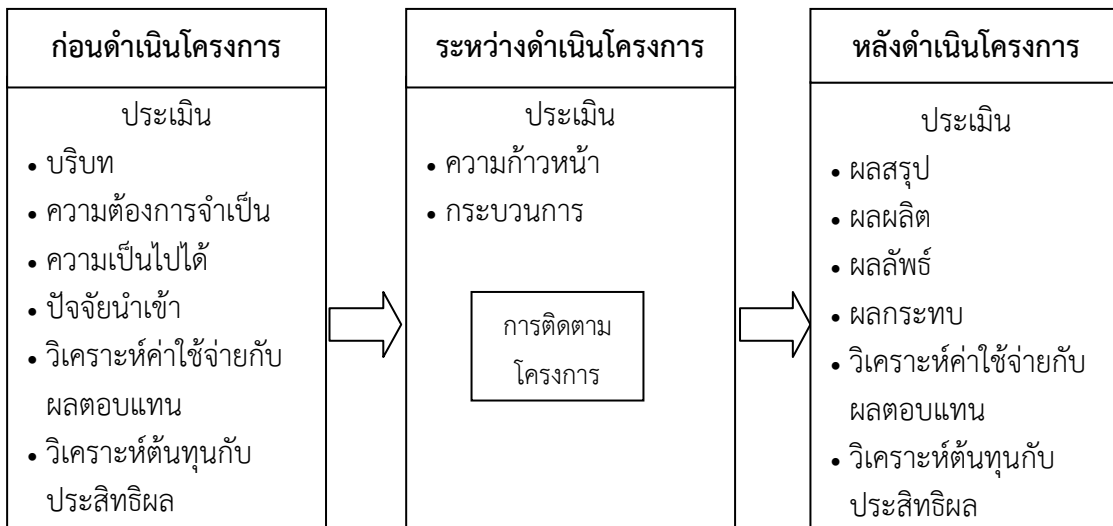 ก่อนดำเนินโครงการ
ประเมิน
• บริบท
• ความต้องการจำเป็น
• ความเป็นไปได้
• ปัจจัยนำเข้า
• วิเคราะห์ค่าใช้จ่ายกับ
ผลตอบแทน
• วิเคราะห์ต้นทุนกับ
ประสิทธิผล
ระหว่างดำเนินโครงการ
ประเมิน
• ความก้าวหน้า
• กระบวนการ
การติดตาม
โครงการ
หลังดำเนินโครงการ
ประเมิน
• ผลสรุป
• ผลผลิต
• ผลลัพธ์
• ผลกระทบ
• วิเคราะห์ค่าใช้จ่ายกับ
ผลตอบแทน
• วิเคราะห์ต้นทุนกับ
ประสิทธิผล